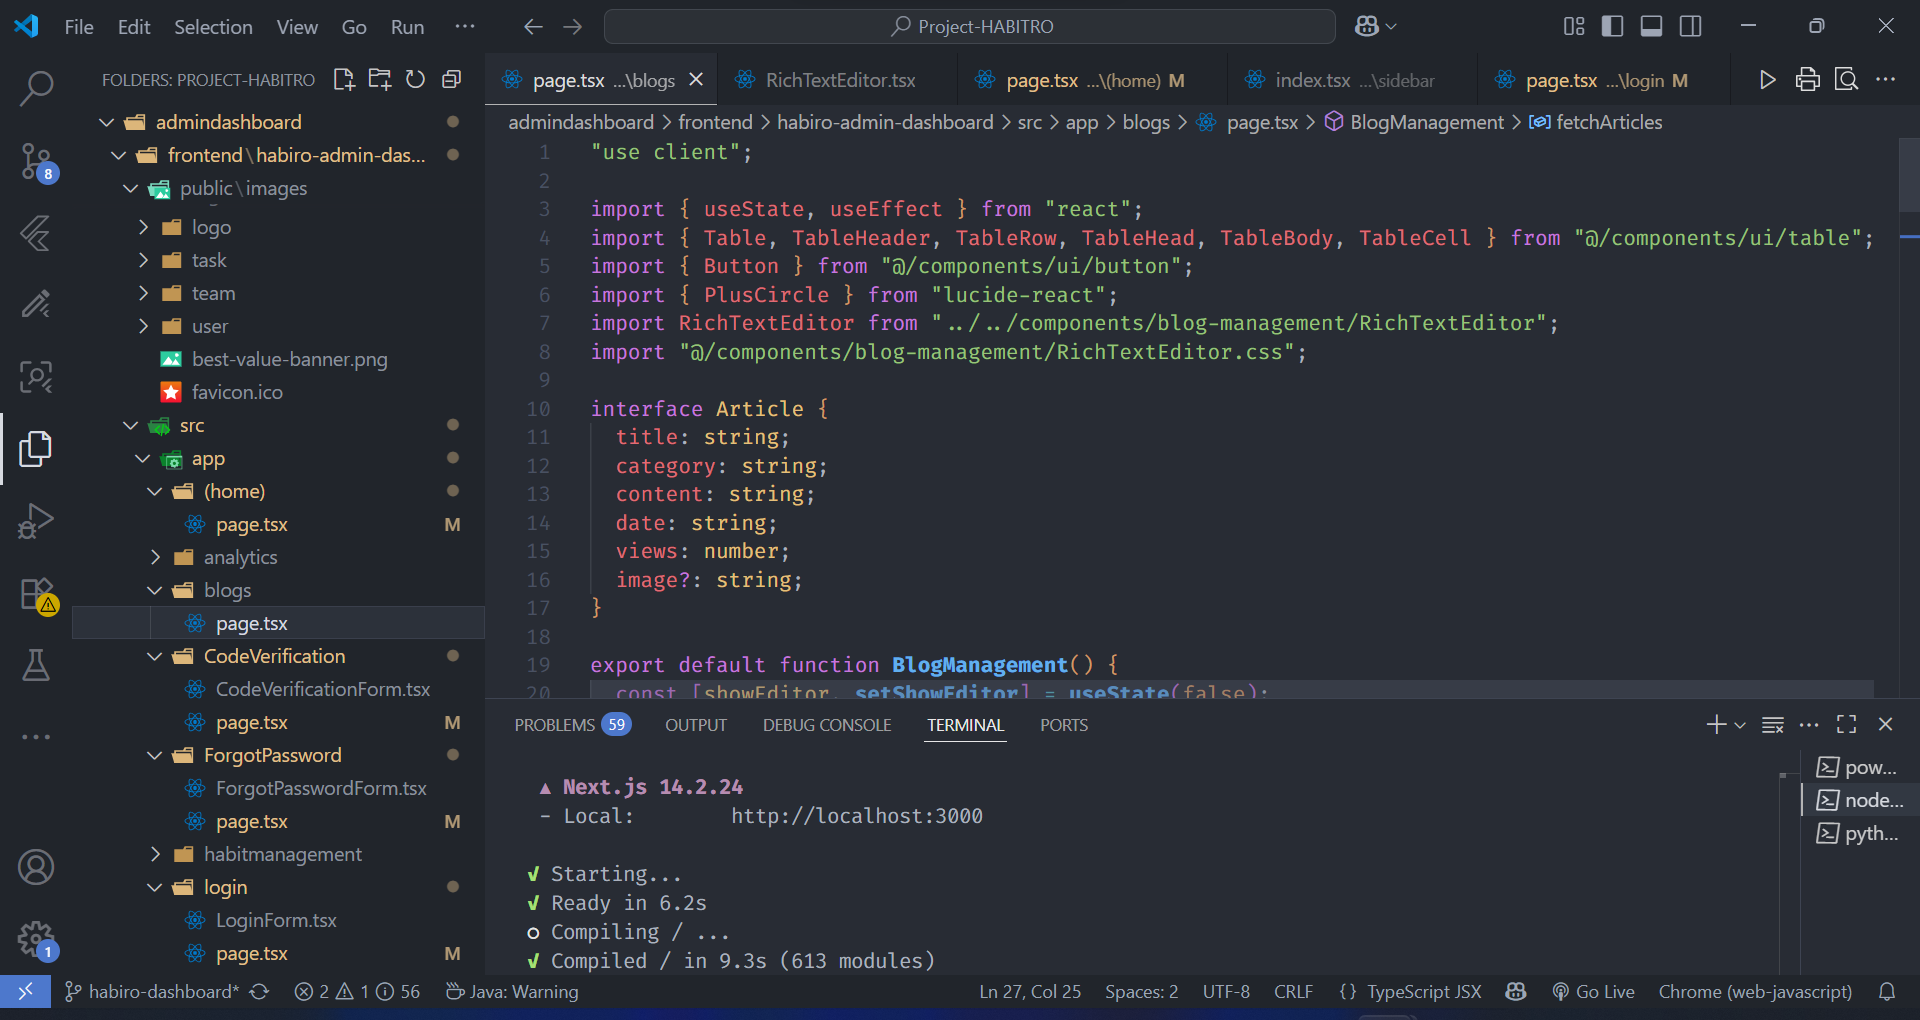 File Edit Selection View Go Run ··· Project-HABITRO
FOLDERS: PROJECT-HABITRO
admindashboard
frontend\habiro-admin-das...
public\images
logo
task
team
user
best-value-banner.png
favicon.ico
src
app
(home)
page.tsx M
analytics
blogs
page.tsx
CodeVerification
CodeVerificationForm.tsx
page.tsx M
ForgotPassword
ForgotPasswordForm.tsx
page.tsx M
habitmanagement
login
LoginForm.tsx
page.tsx M
8
1
page.tsx ...\blogs RichTextEditor.tsx page.tsx ...\(home) M index.tsx ...\sidebar page.tsx ...\login M
admindashboard > frontend > habiro-admin-dashboard > src > app > blogs > page.tsx > BlogManagement > fetchArticles
1 "use client";
2
3 import { useState, useEffect } from "react";
4 import { Table, TableHeader, TableRow, TableHead, TableBody, TableCell } from "@/components/ui/table";
5 import { Button } from "@/components/ui/button";
6 import { PlusCircle } from "lucide-react";
7 import RichTextEditor from "../../components/blog-management/RichTextEditor";
8 import "@/components/blog-management/RichTextEditor.css";
9
10 interface Article {
11 title: string;
12 category: string;
13 content: string;
14 date: string;
15 views: number;
16 image?: string;
17 }
18
19 export default function BlogManagement() {
20 const [showEditor, setShowEditor] = useState(false);
PROBLEMS 59 OUTPUT DEBUG CONSOLE TERMINAL PORTS
▲ Next.js 14.2.24
- Local: http://localhost:3000
√ Starting...
√ Ready in 6.2s
○ Compiling / ...
√ Compiled / in 9.3s (613 modules)
pow...
node...
pyth...
habiro-dashboard* 2 1 56 Java: Warning Ln 27, Col 25 Spaces: 2 UTF-8 CRLF {} TypeScript JSX Go Live Chrome (web-javascript)